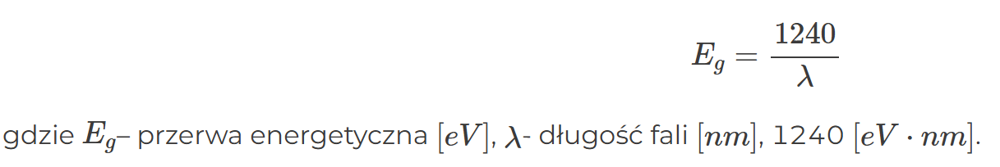 E_g = 1240 / λ
gdzie E_g– przerwa energetyczna [eV], λ- długość fali [nm], 1240 [eV · nm].